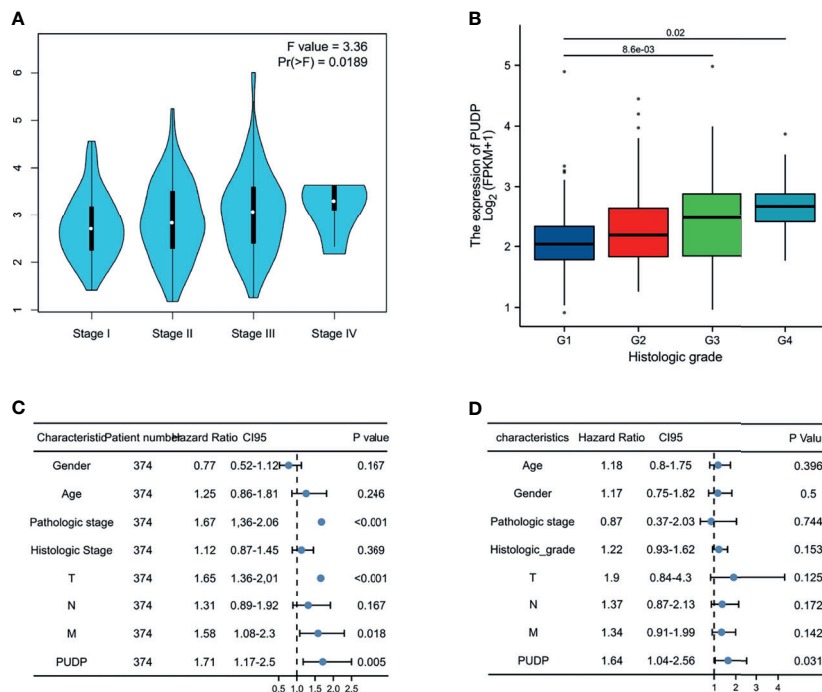 A
F value = 3.36
Pr(>F) = 0.0189
6
5
4
3
2
1
Stage I Stage II Stage III Stage IV
B
0.02
8.6e-03
The expression of PUDP
Log2 (FPKM+1)
5
4
3
2
1
G1 G2 G3 G4
Histologic grade
C
Characteristic Patient number Hazard Ratio CI95 P value
Gender 374 0.77 0.52-1.12 0.167
Age 374 1.25 0.86-1.81 0.246
Pathologic stage 374 1.67 1,36-2.06 <0.001
Histologic Stage 374 1.12 0.87-1.45 0.369
T 374 1.65 1.36-2,01 <0.001
N 374 1.31 0.89-1.92 0.167
M 374 1.58 1.08-2.3 0.018
PUDP 374 1.71 1.17-2.5 0.005
0.5 1.0 1.5 2.0 2.5
D
characteristics Hazard Ratio CI95 P Valu
Age 1.18 0.8-1.75 0.396
Gender 1.17 0.75-1.82 0.5
Pathologic stage 0.87 0.37-2.03 0.744
Histologic_grade 1.22 0.93-1.62 0.153
T 1.9 0.84-4.3 0.125
N 1.37 0.87-2.13 0.172
M 1.34 0.91-1.99 0.142
PUDP 1.64 1.04-2.56 0.031
1 2 3 4